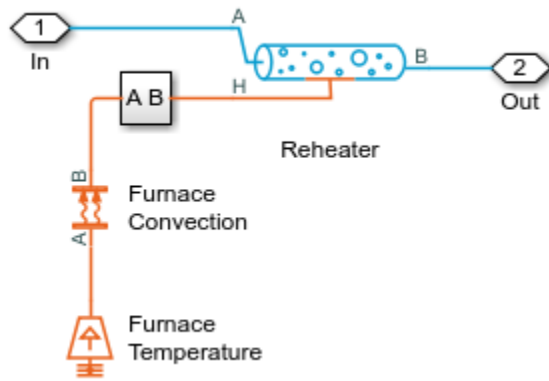 1
In
A
B
2
Out
A B
H
Reheater
B
Furnace
Convection
A
Furnace
Temperature